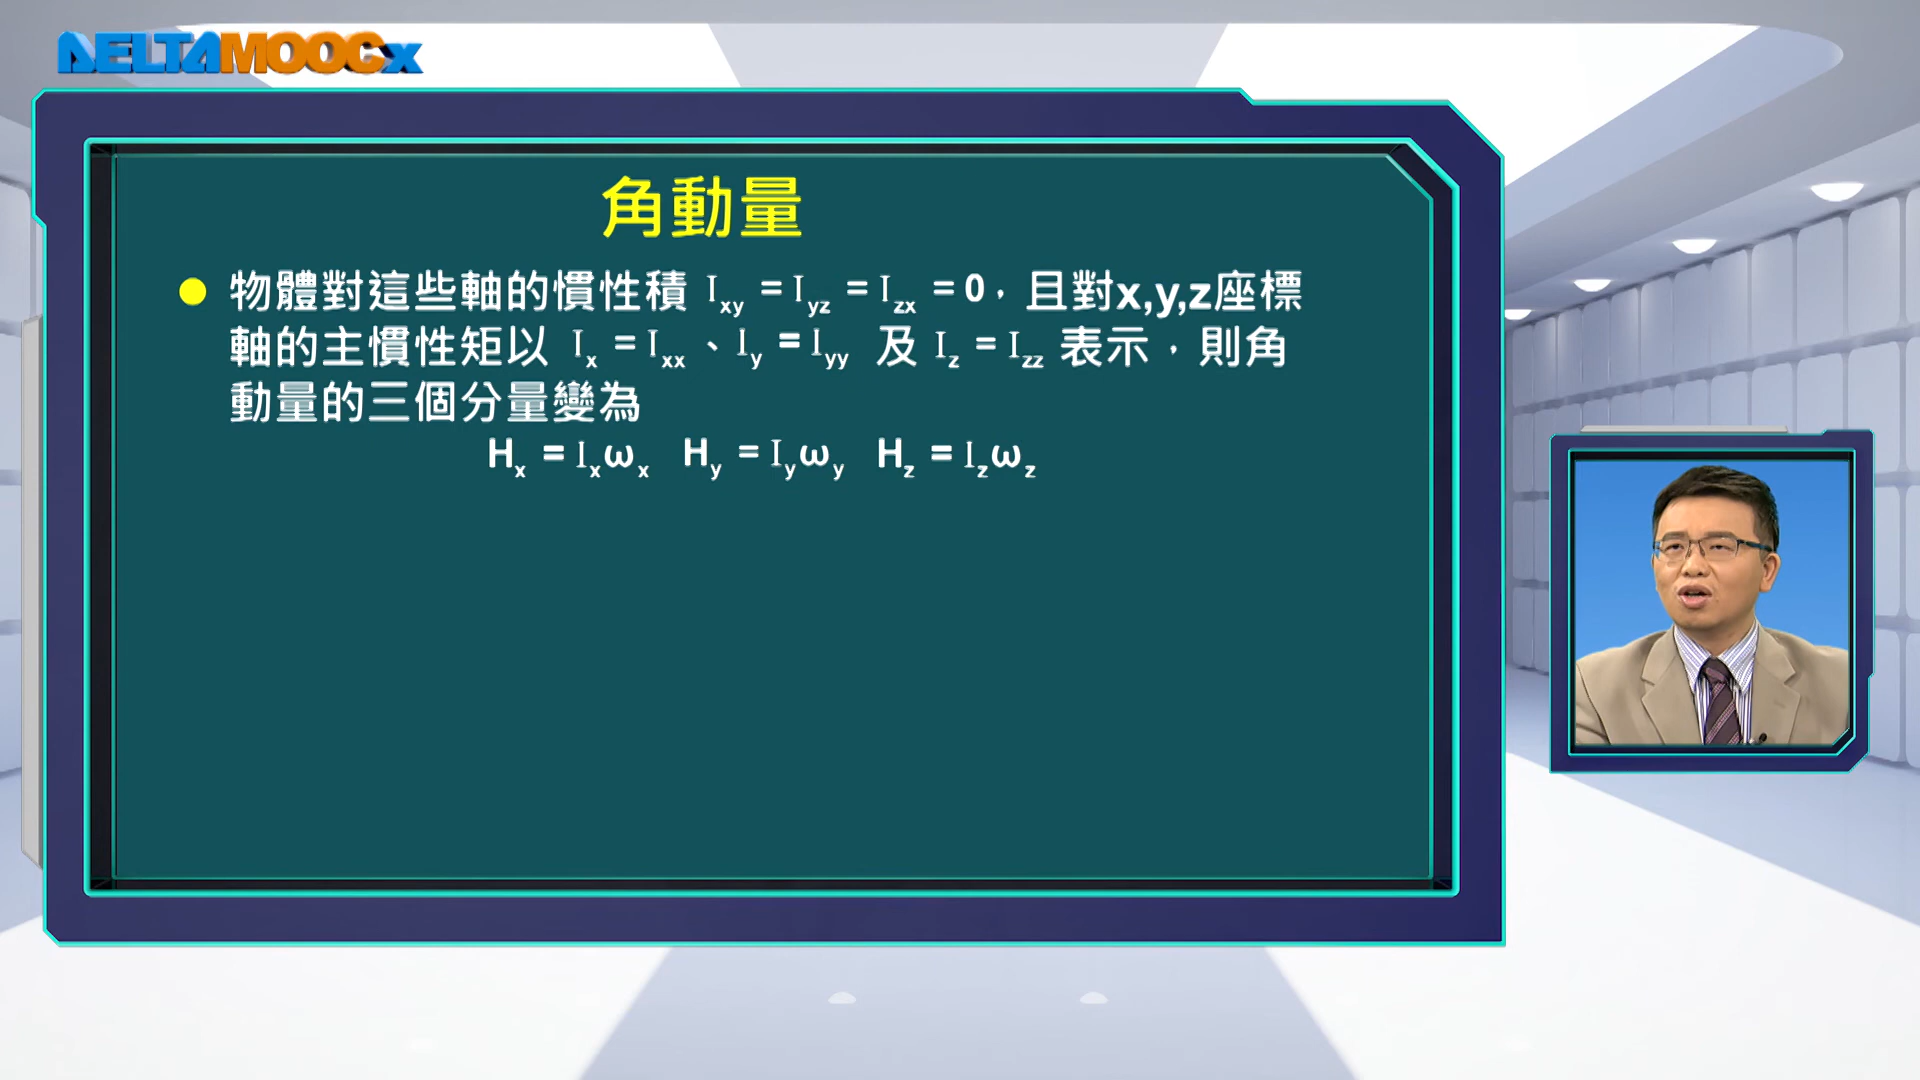 DELTAMOOCx
角動量
物體對這些軸的慣性積 Ixy = Iyz = Izx = 0，且對x,y,z座標
軸的主慣性矩以 Ix = Ixx、Iy = Iyy 及 Iz = Izz 表示，則角
動量的三個分量變為
Hx = Ixωx Hy = Iyωy Hz = Izωz